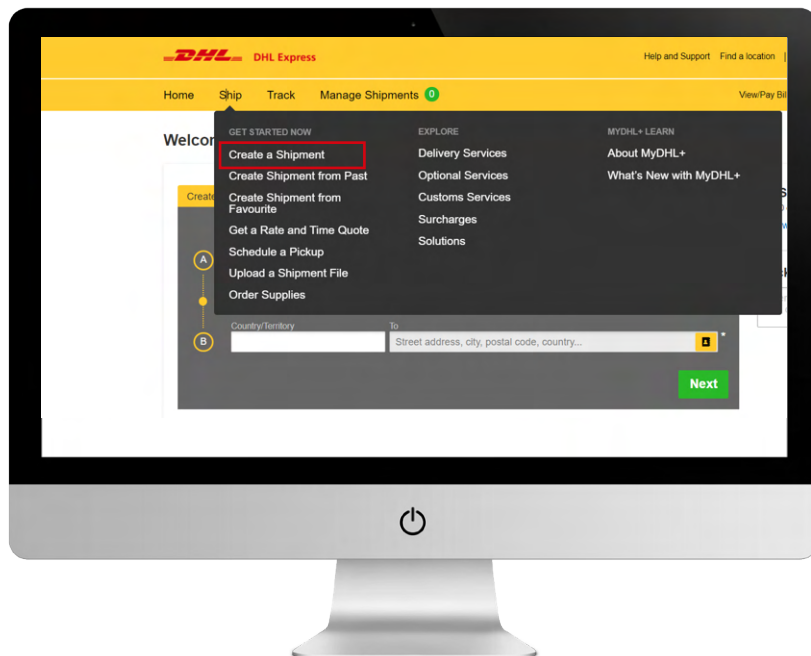 DHL DHL Express
Help and Support Find a location
Home Ship Track Manage Shipments 0
View/Pay Bil
Welcor
GET STARTED NOW
Create a Shipment
Create Shipment from Past
Create Shipment from
Favourite
Get a Rate and Time Quote
Schedule a Pickup
Upload a Shipment File
Order Supplies
EXPLORE
Delivery Services
Optional Services
Customs Services
Surcharges
Solutions
MYDHL+ LEARN
About MyDHL+
What's New with MyDHL+
Create
A
B
Country/Territory
To
Street address, city, postal code, country...
*
Next